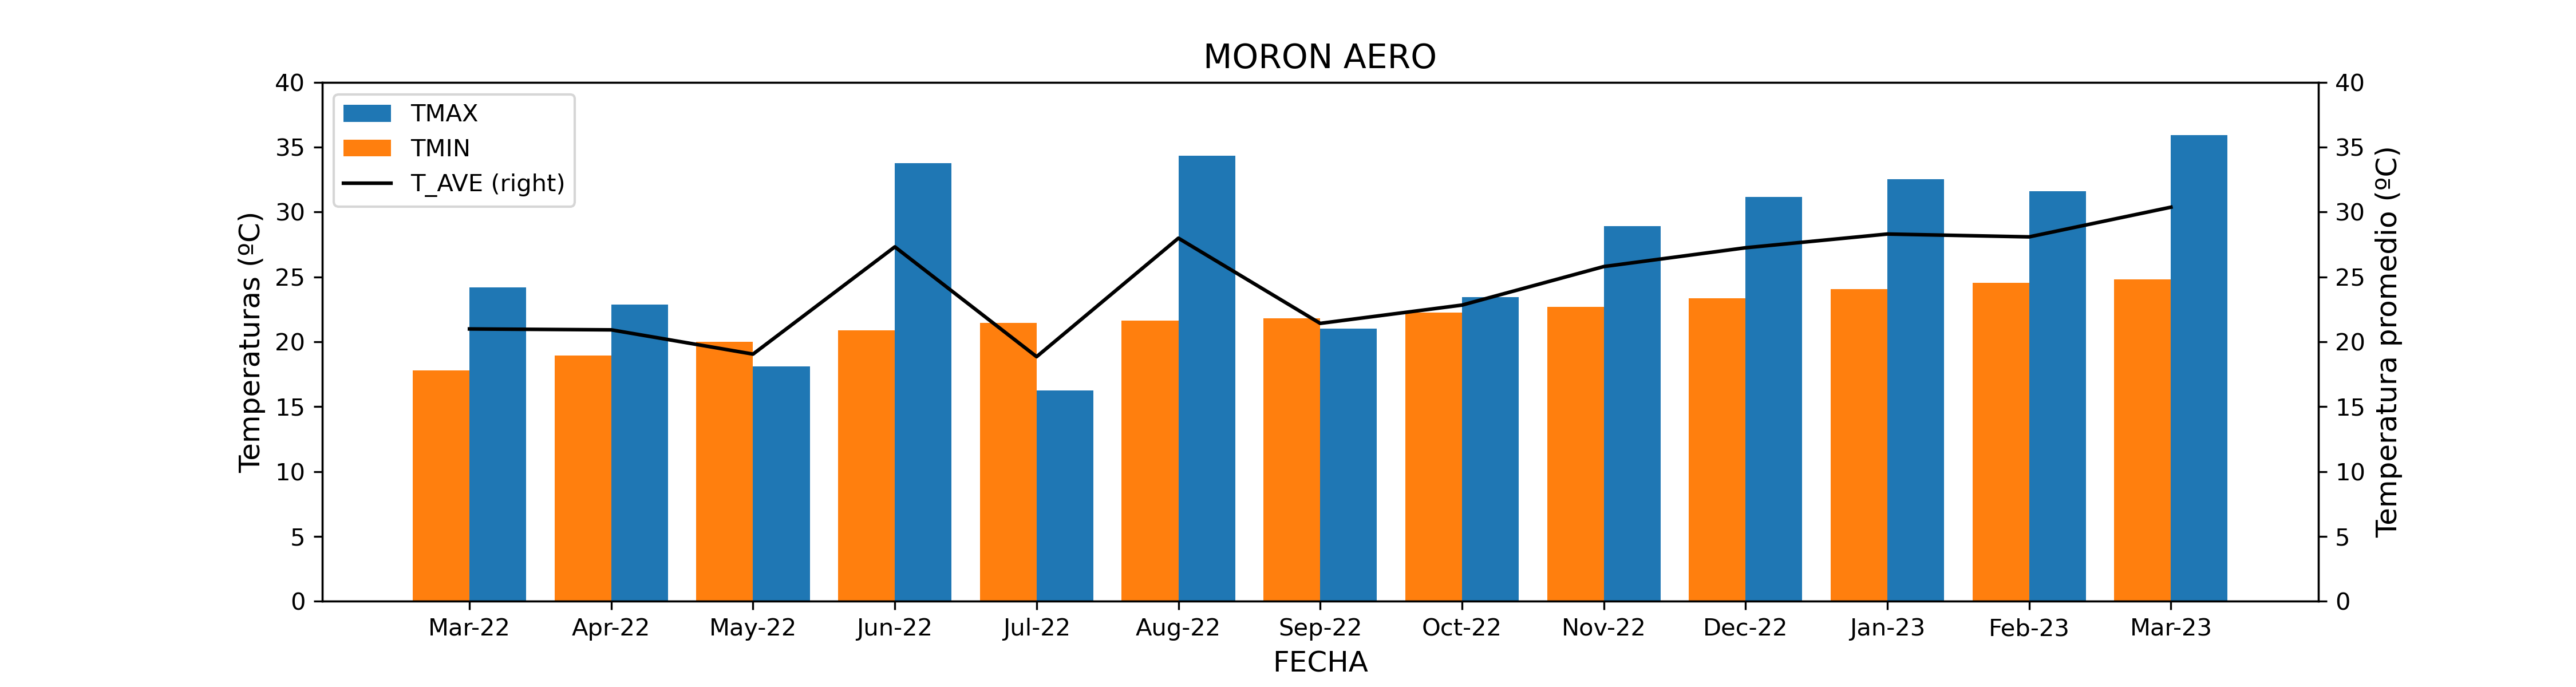 MORON AERO
TMAX
TMIN
T_AVE (right)
Temperaturas (ºC)
40
35
30
25
20
15
10
5
0
40
35
30
25
20
15
10
5
0
Temperatura promedio (ºC)
Mar-22 Apr-22 May-22 Jun-22 Jul-22 Aug-22 Sep-22 Oct-22 Nov-22 Dec-22 Jan-23 Feb-23 Mar-23
FECHA